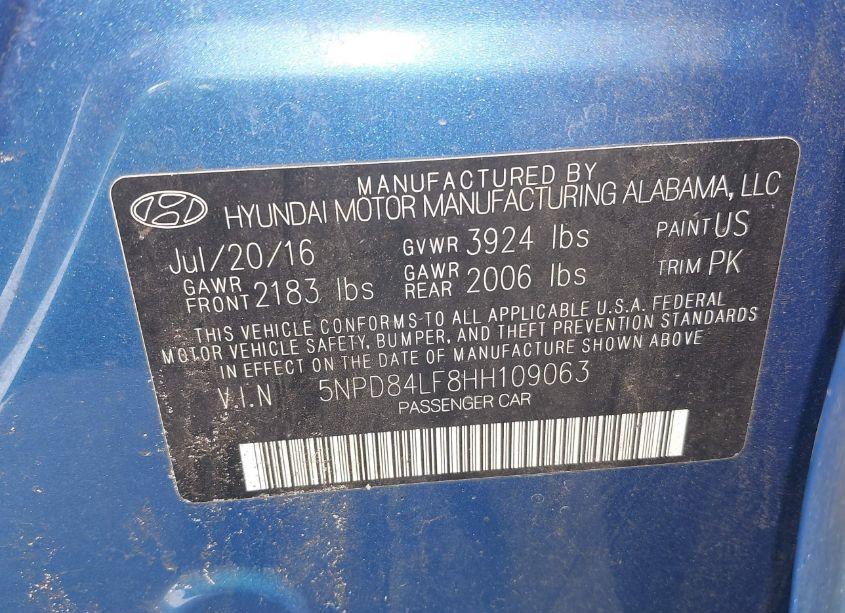 MANUFACTURED BY
HYUNDAI MOTOR MANUFACTURING ALABAMA, LLC
Jul/20/16 GVWR 3924 lbs PAINT US
GAWR FRONT 2183 lbs GAWR REAR 2006 lbs TRIM PK
THIS VEHICLE CONFORMS-TO ALL APPLICABLE U.S.A. FEDERAL
MOTOR VEHICLE SAFETY, BUMPER, AND THEFT PREVENTION STANDARDS
IN EFFECT ON THE DATE OF MANUFACTURE SHOWN ABOVE
V.I.N 5NPD84LF8HH109063
PASSENGER CAR